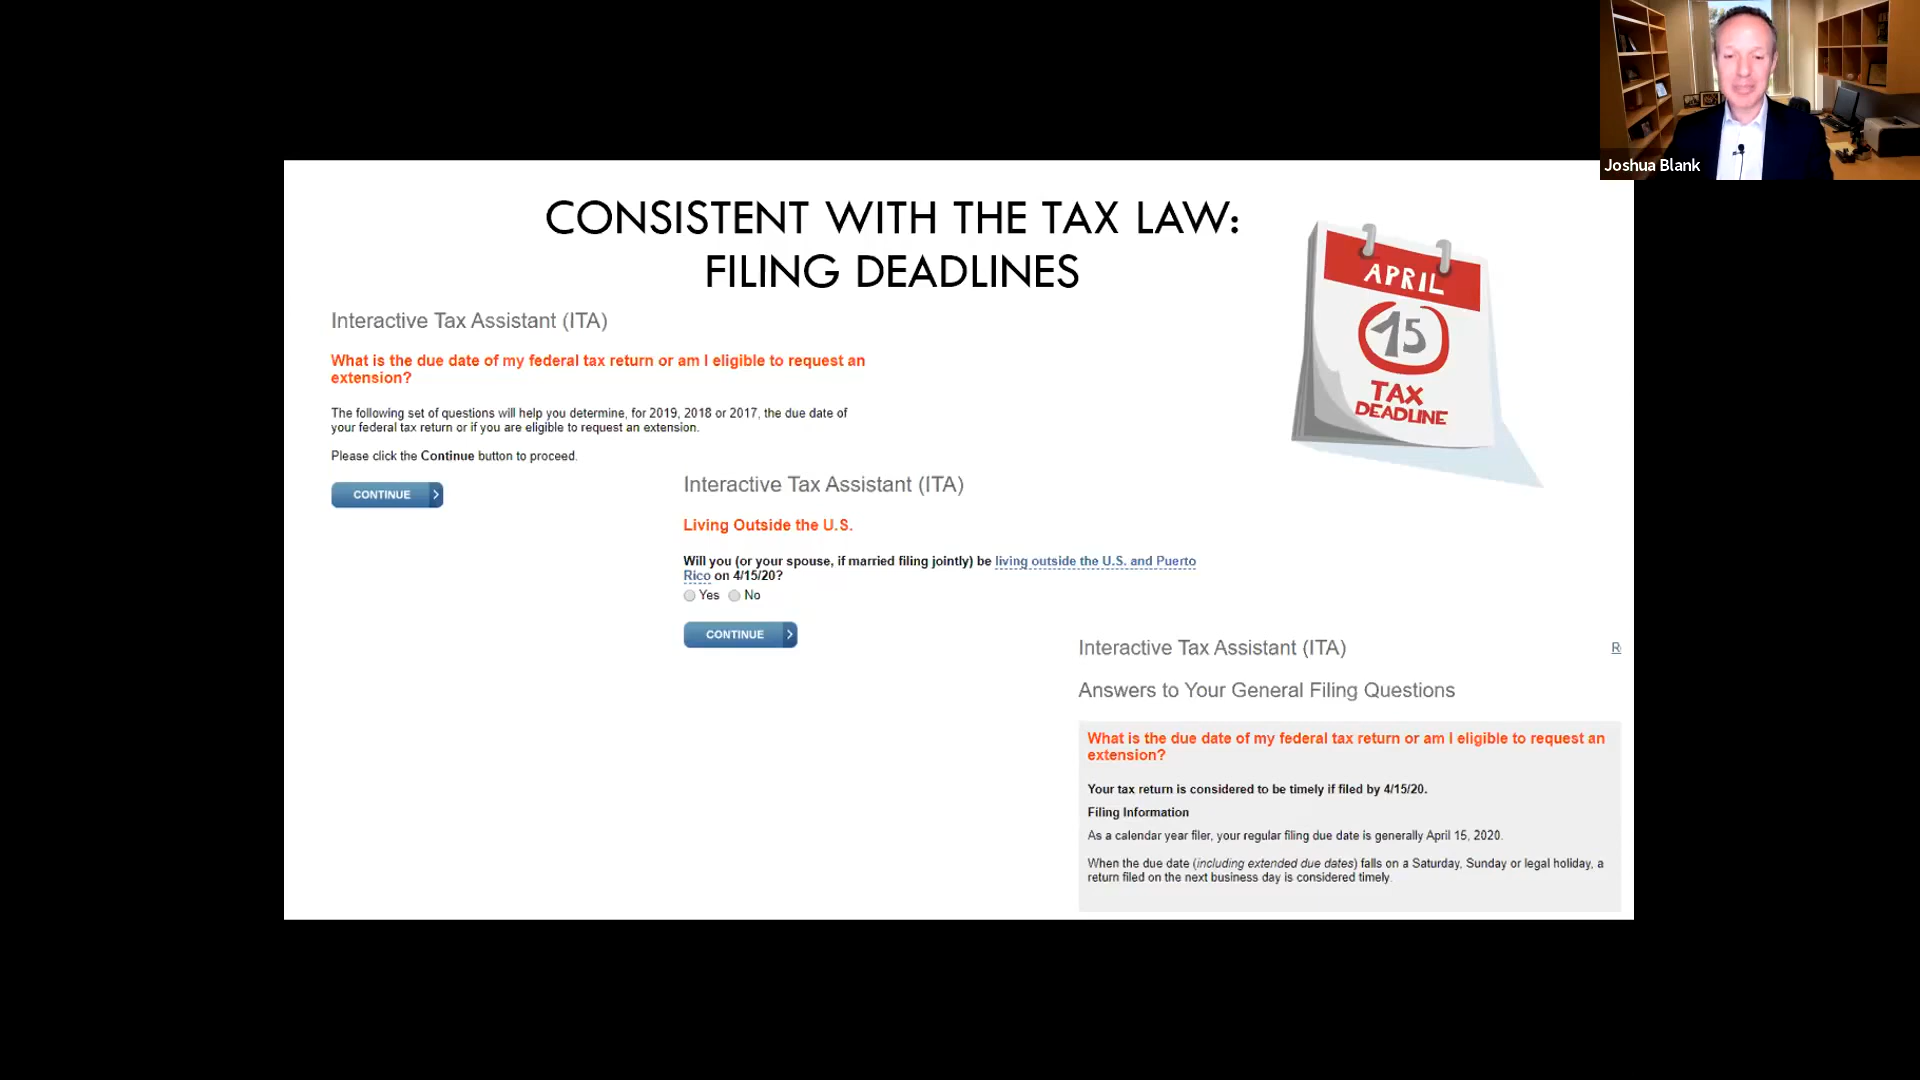 Joshua Blank
CONSISTENT WITH THE TAX LAW:
FILING DEADLINES
APRIL
15
TAX
DEADLINE
Interactive Tax Assistant (ITA)
What is the due date of my federal tax return or am I eligible to request an
extension?
The following set of questions will help you determine, for 2019, 2018 or 2017, the due date of
your federal tax return or if you are eligible to request an extension.
Please click the Continue button to proceed.
CONTINUE
Interactive Tax Assistant (ITA)
Living Outside the U.S.
Will you (or your spouse, if married filing jointly) be living outside the U.S. and Puerto
Rico on 4/15/20?
Yes No
CONTINUE
Interactive Tax Assistant (ITA) R
Answers to Your General Filing Questions
What is the due date of my federal tax return or am I eligible to request an
extension?
Your tax return is considered to be timely if filed by 4/15/20.
Filing Information
As a calendar year filer, your regular filing due date is generally April 15, 2020.
When the due date (including extended due dates) falls on a Saturday, Sunday or legal holiday, a
return filed on the next business day is considered timely.